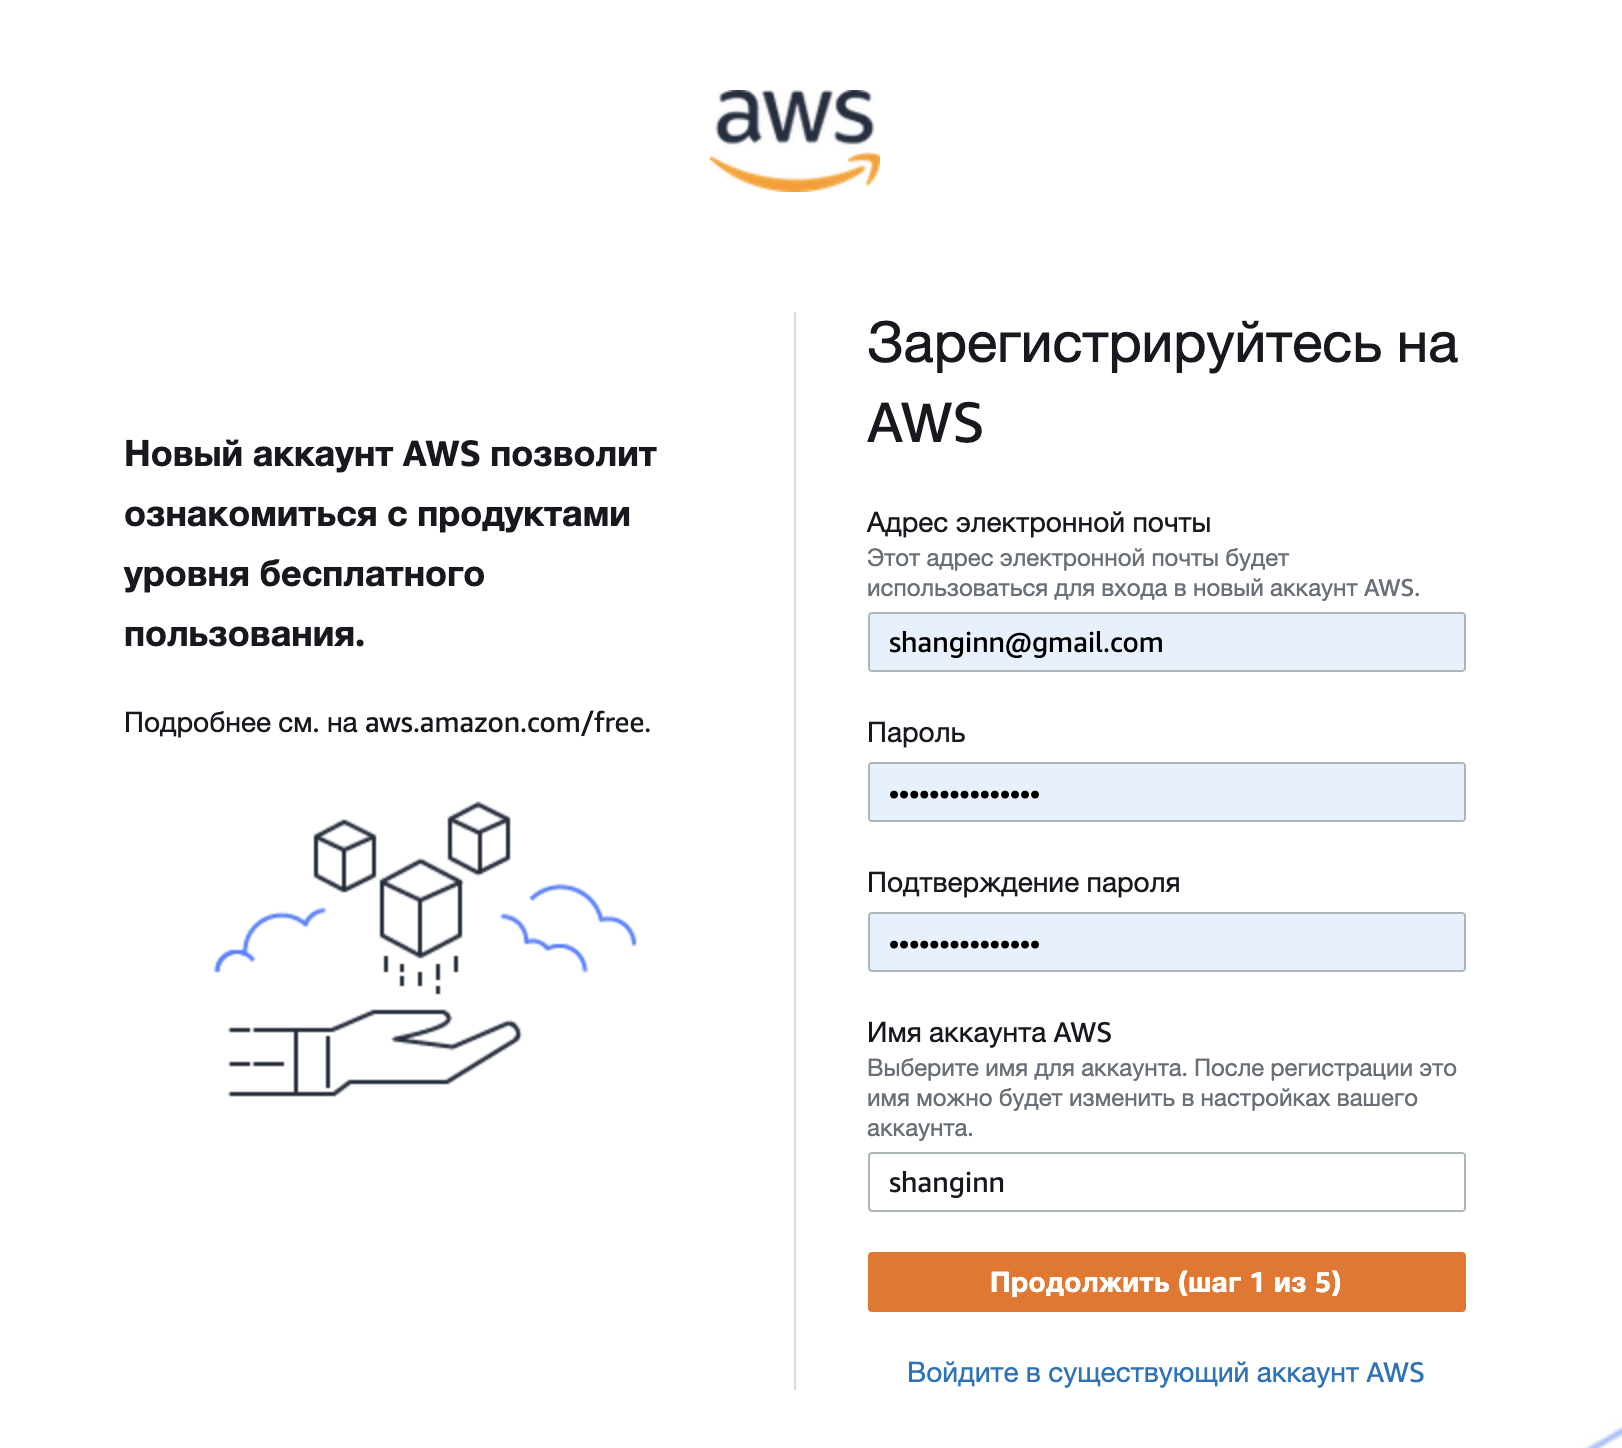 aws
Новый аккаунт AWS позволит
ознакомиться с продуктами
уровня бесплатного
пользования.
Подробнее см. на aws.amazon.com/free.
Зарегистрируйтесь на
AWS
Адрес электронной почты
Этот адрес электронной почты будет
использоваться для входа в новый аккаунт AWS.
shanginn@gmail.com
Пароль
•••••••••••••••
Подтверждение пароля
•••••••••••••••
Имя аккаунта AWS
Выберите имя для аккаунта. После регистрации это
имя можно будет изменить в настройках вашего
аккаунта.
shanginn
Продолжить (шаг 1 из 5)
Войдите в существующий аккаунт AWS